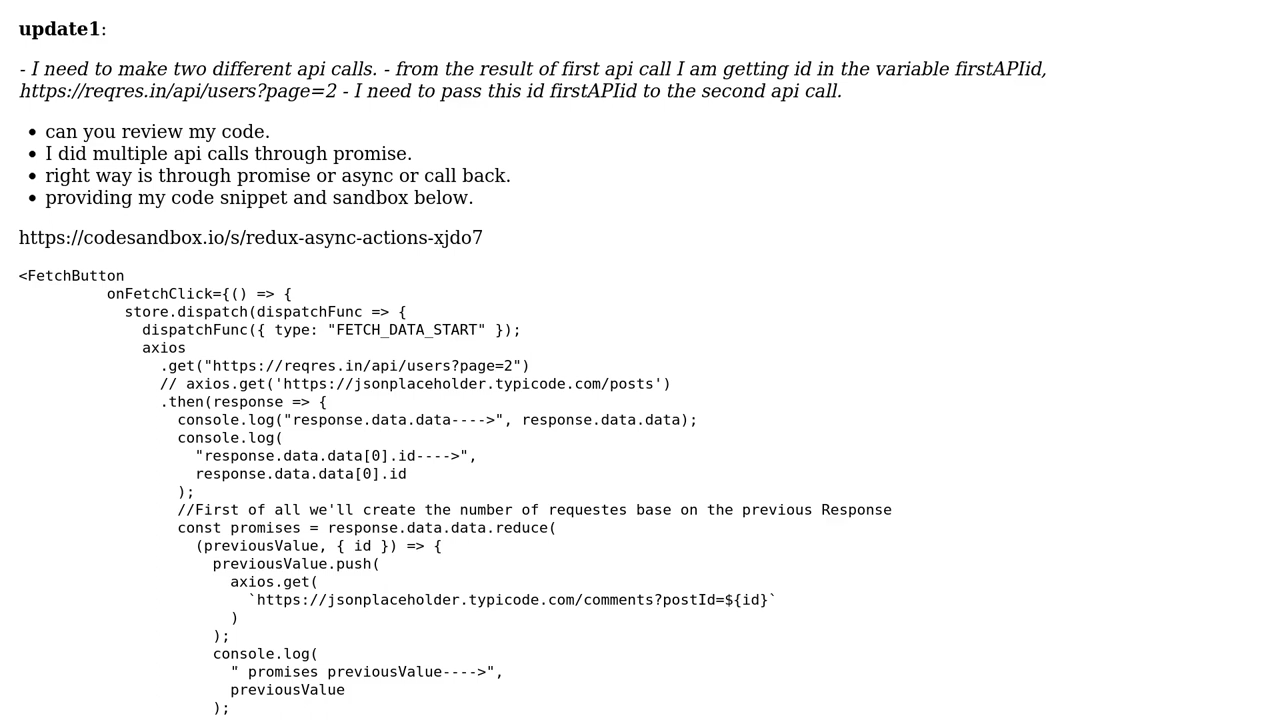 update1:
- I need to make two different api calls. - from the result of first api call I am getting id in the variable firstAPIid,
https://reqres.in/api/users?page=2 - I need to pass this id firstAPIid to the second api call.
• can you review my code.
• I did multiple api calls through promise.
• right way is through promise or async or call back.
• providing my code snippet and sandbox below.
https://codesandbox.io/s/redux-async-actions-xjdo7
<FetchButton
          onFetchClick={() => {
            store.dispatch(dispatchFunc => {
              dispatchFunc({ type: "FETCH_DATA_START" });
              axios
                .get("https://reqres.in/api/users?page=2")
                // axios.get('https://jsonplaceholder.typicode.com/posts')
                .then(response => {
                  console.log("response.data.data---->", response.data.data);
                  console.log(
                    "response.data.data[0].id---->",
                    response.data.data[0].id
                  );
                  //First of all we'll create the number of requestes base on the previous Response
                  const promises = response.data.data.reduce(
                    (previousValue, { id }) => {
                      previousValue.push(
                        axios.get(
                          `https://jsonplaceholder.typicode.com/comments?postId=${id}`
                        )
                      );
                      console.log(
                        " promises previousValue---->",
                        previousValue
                      );